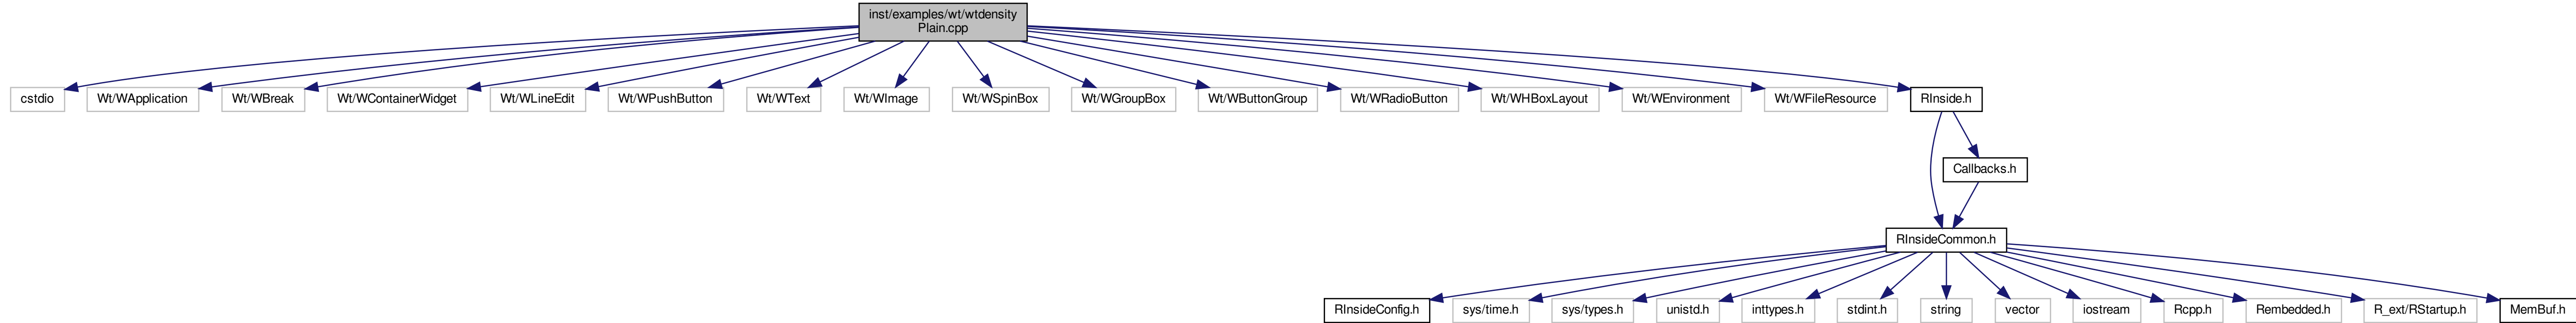 inst/examples/wt/wtdensity
Plain.cpp
cstdio
Wt/WApplication
Wt/WBreak
Wt/WContainerWidget
Wt/WLineEdit
Wt/WPushButton
Wt/WText
Wt/WImage
Wt/WSpinBox
Wt/WGroupBox
Wt/WButtonGroup
Wt/WRadioButton
Wt/WHBoxLayout
Wt/WEnvironment
Wt/WFileResource
RInside.h
Callbacks.h
RInsideCommon.h
RInsideConfig.h
sys/time.h
sys/types.h
unistd.h
inttypes.h
stdint.h
string
vector
iostream
Rcpp.h
Rembedded.h
R_ext/RStartup.h
MemBuf.h